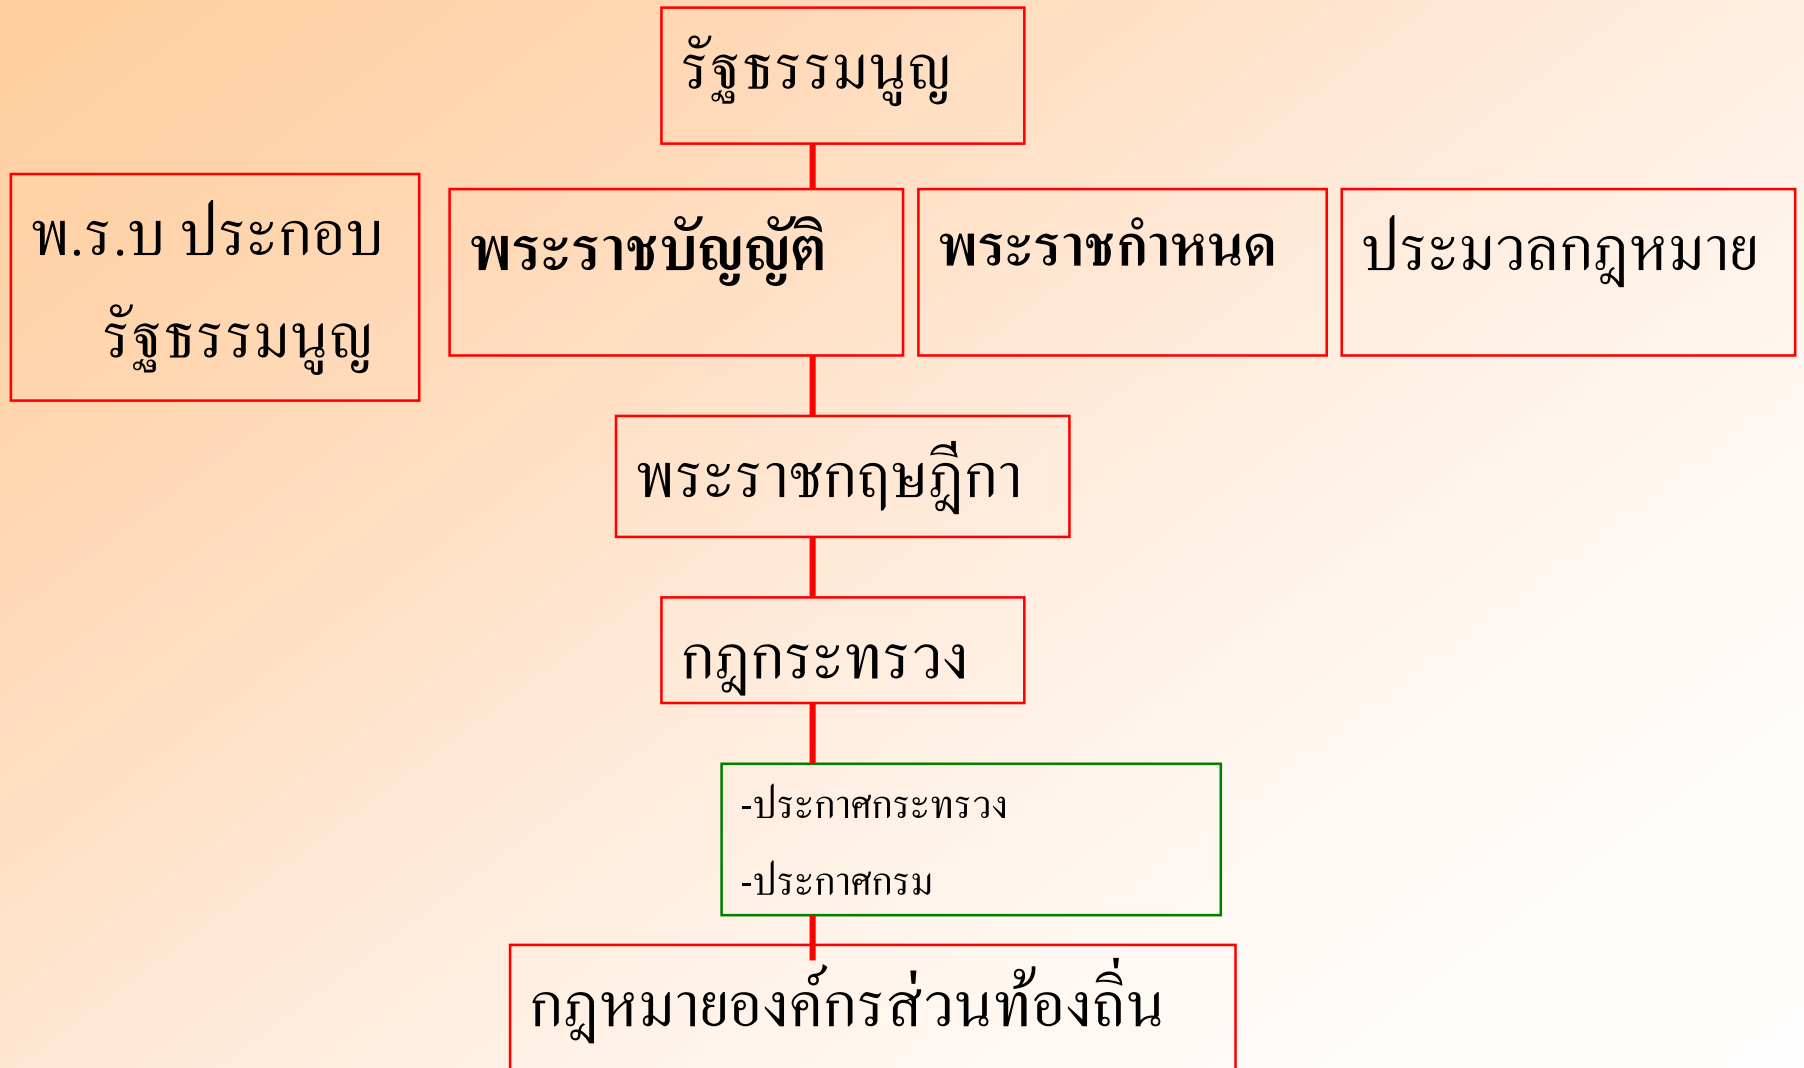 รัฐธรรมนูญ
พ.ร.บ ประกอบ
รัฐธรรมนูญ
พระราชบัญญัติ
พระราชกำหนด
ประมวลกฎหมาย
พระราชกฤษฎีกา
กฎกระทรวง
-ประกาศกระทรวง
-ประกาศกรม
กฎหมายองค์กรส่วนท้องถิ่น